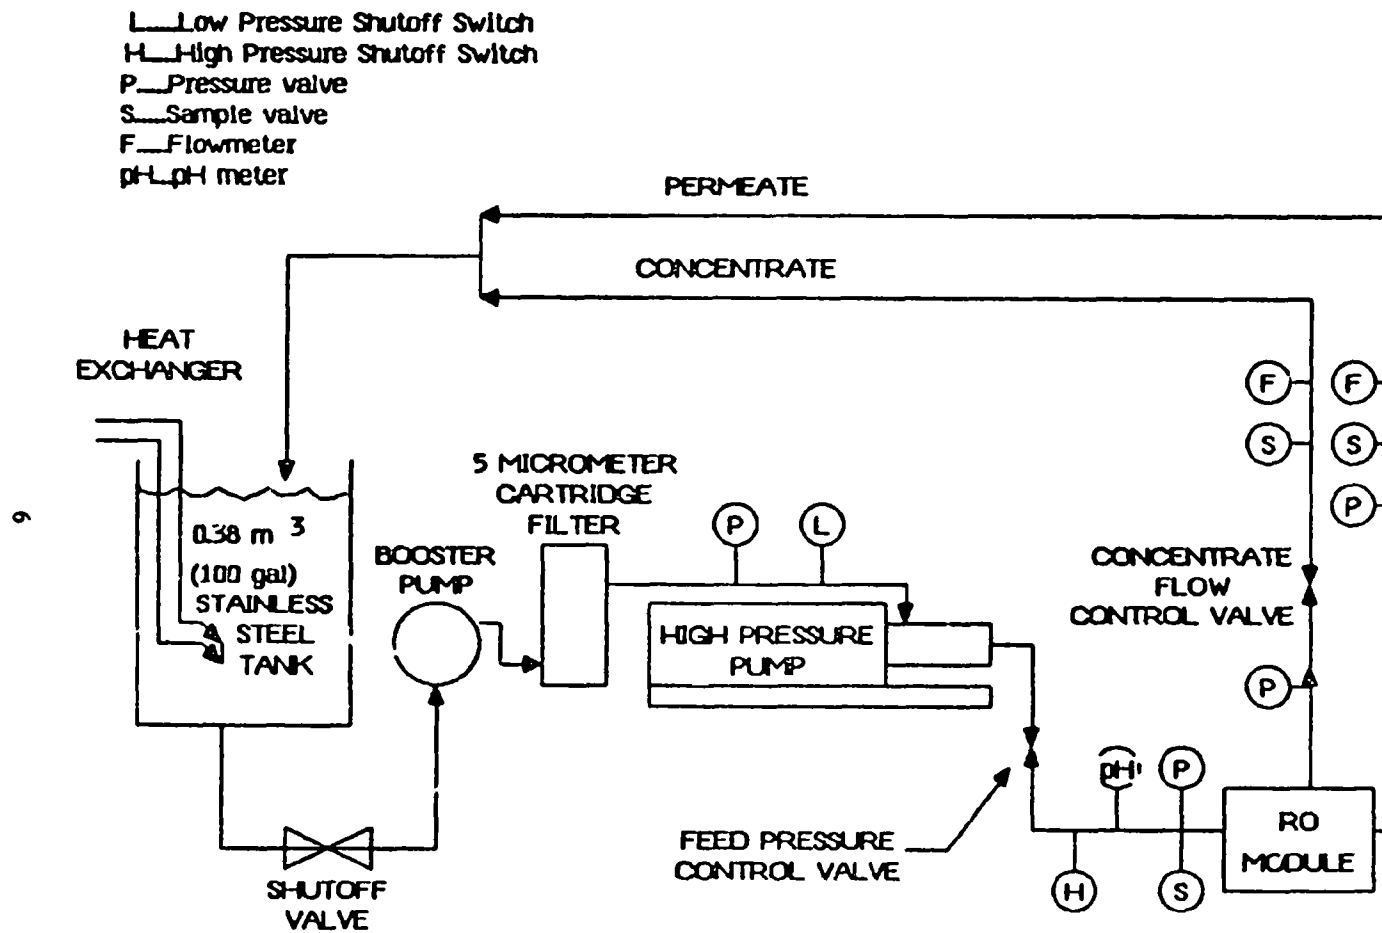 L....Low Pressure Shutoff Switch
H....High Pressure Shutoff Switch
P....Pressure valve
S....Sample valve
F....Flowmeter
pH..pH meter
PERMEATE
CONCENTRATE
HEAT
EXCHANGER
5 MICROMETER
CARTRIDGE
FILTER
BOOSTER
PUMP
0.38 m 3
(100 gal)
STAINLESS
STEEL
TANK
P
L
HIGH PRESSURE
PUMP
F
F
S
S
P
CONCENTRATE
FLOW
CONTROL VALVE
P
pH
P
FEED PRESSURE
CONTROL VALVE
H
S
RO
MODULE
SHUTOFF
VALVE
6